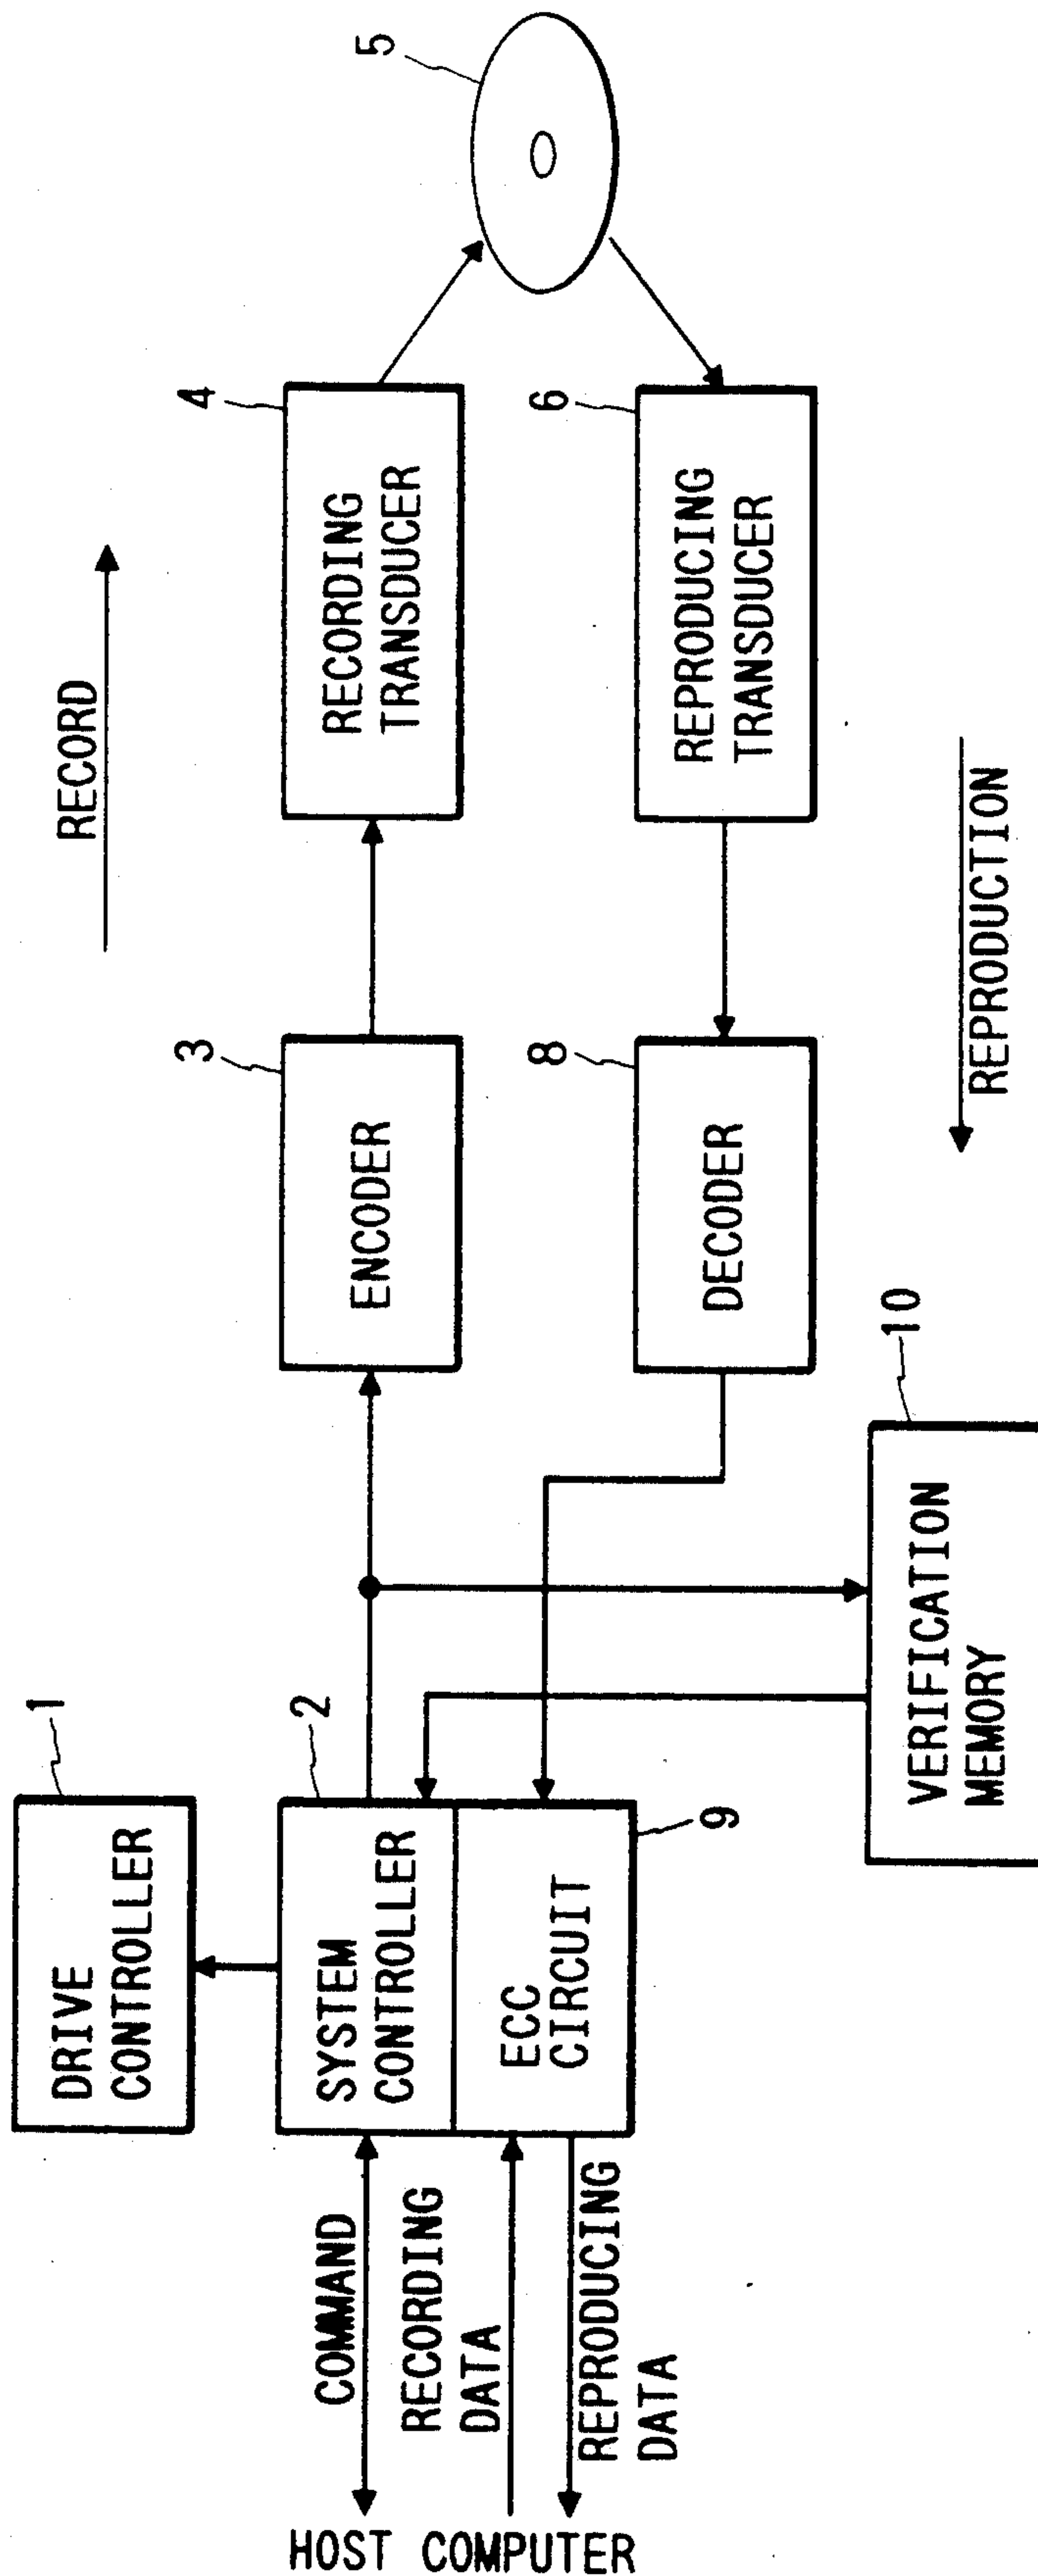 RECORD
1
DRIVE
CONTROLLER
2
SYSTEM
CONTROLLER
3
ENCODER
4
RECORDING
TRANSDUCER
5
HOST COMPUTER
COMMAND
RECORDING
DATA
REPRODUCING
DATA
ECC
CIRCUIT
9
8
DECODER
6
REPRODUCING
TRANSDUCER
10
VERIFICATION
MEMORY
REPRODUCTION